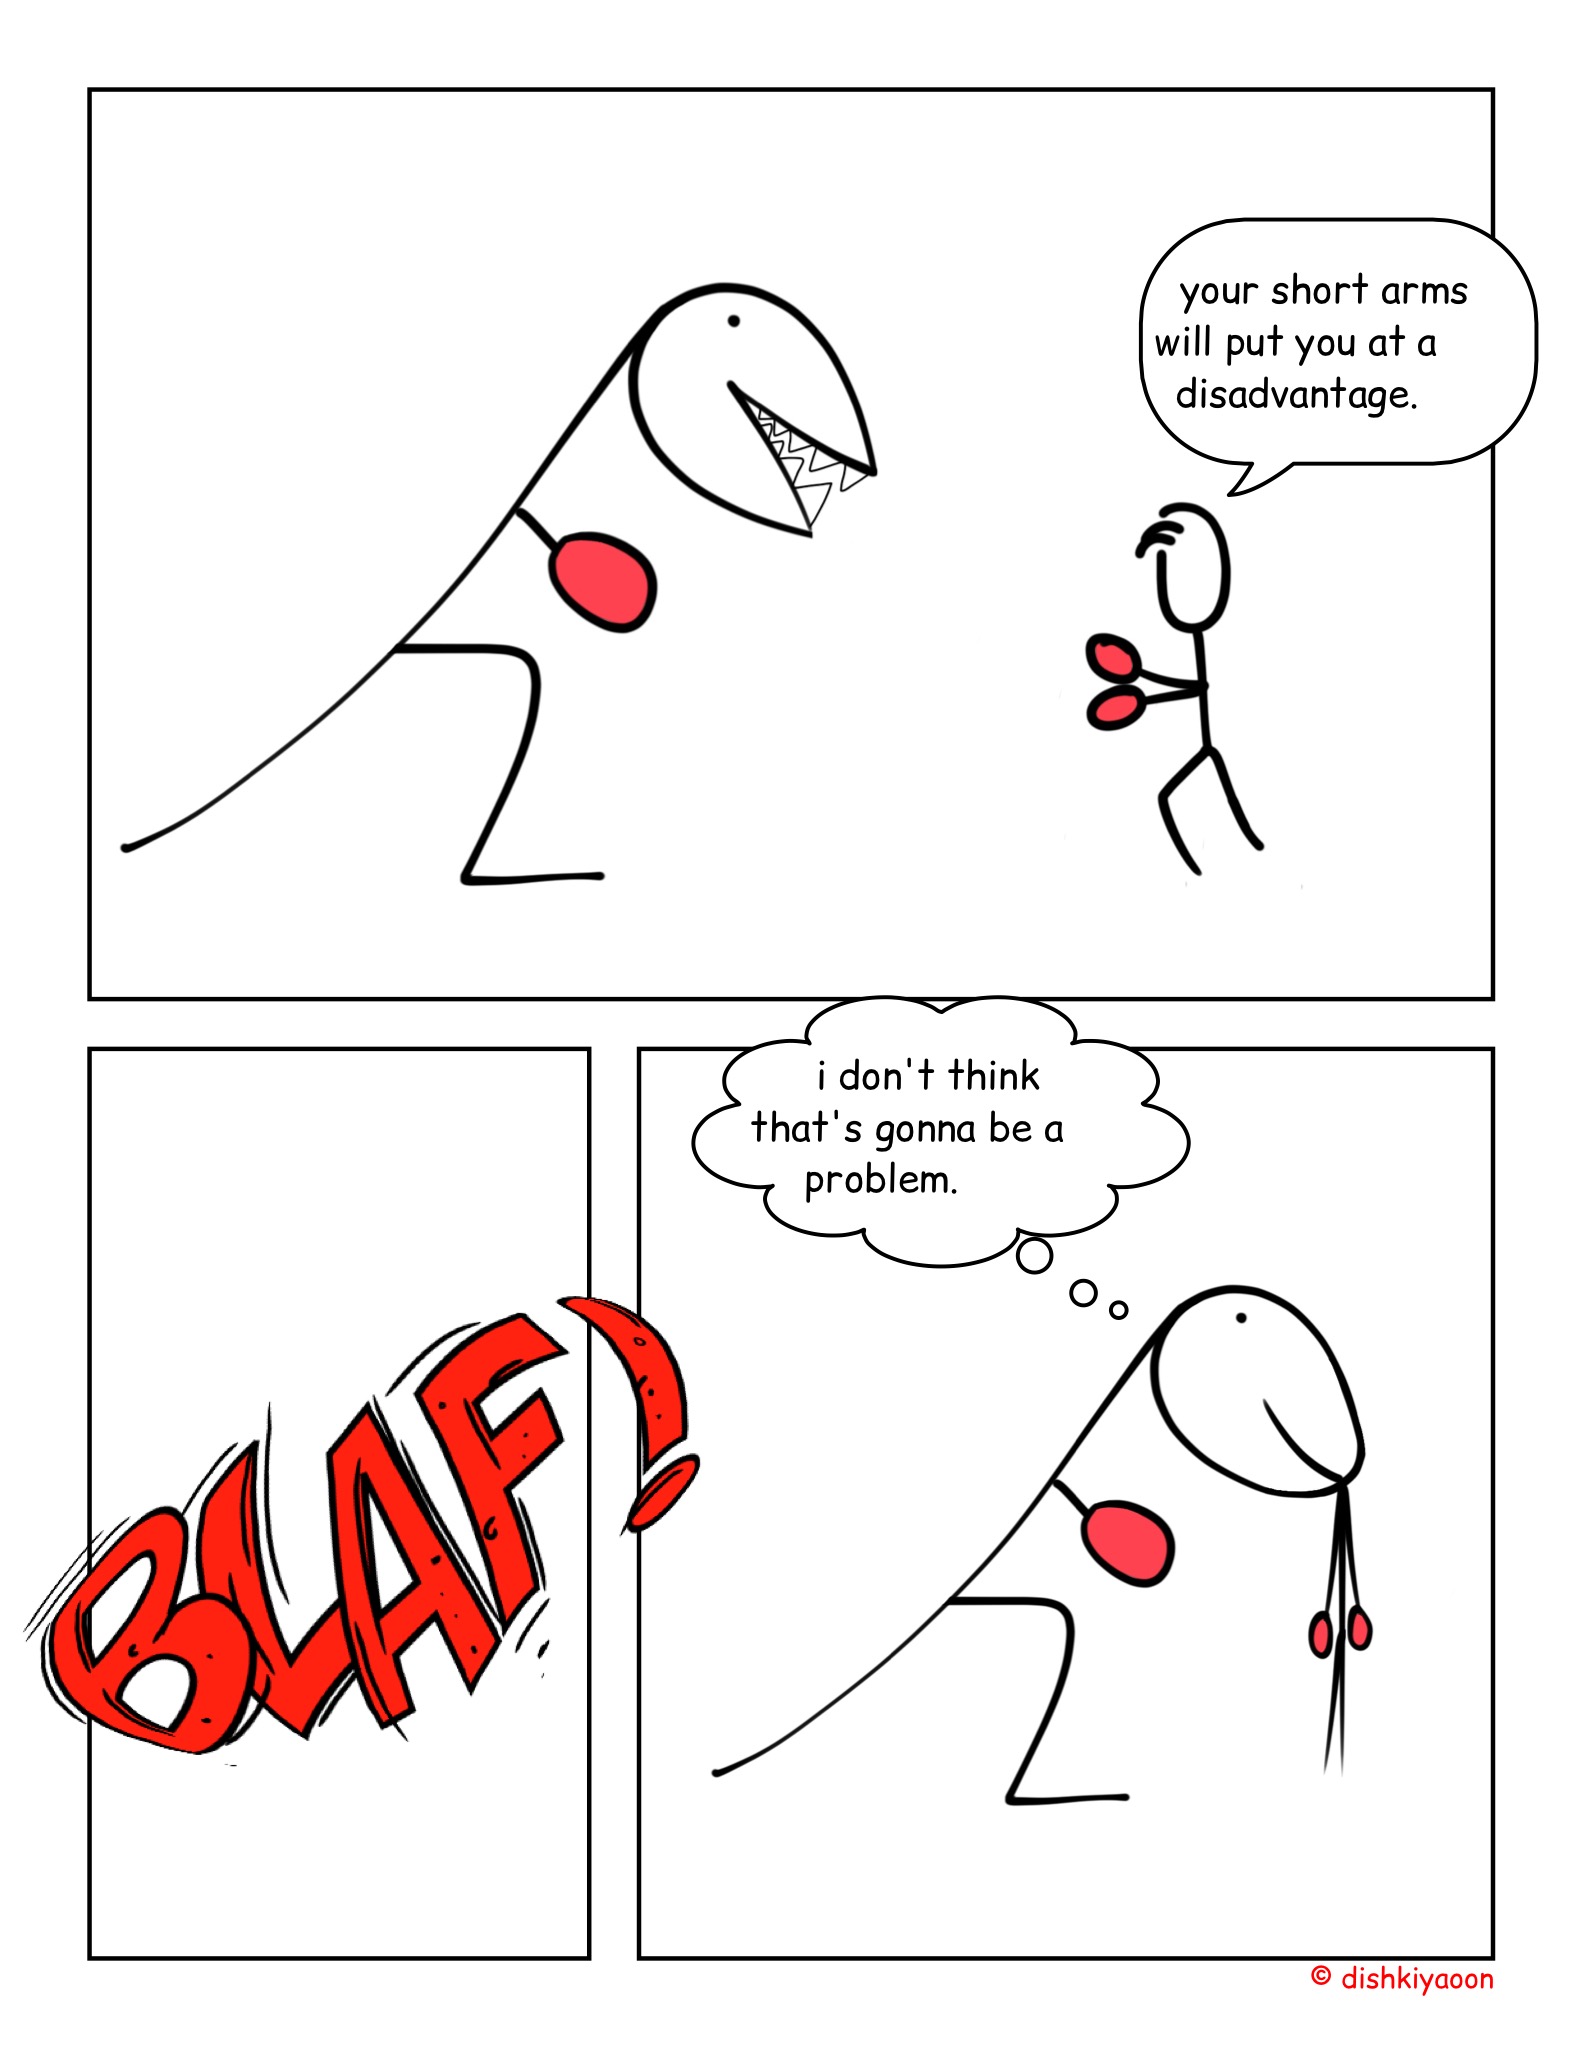 your short arms
will put you at a
disadvantage.
i don't think
that's gonna be a
problem.
BLAF!
© dishkiyaoon